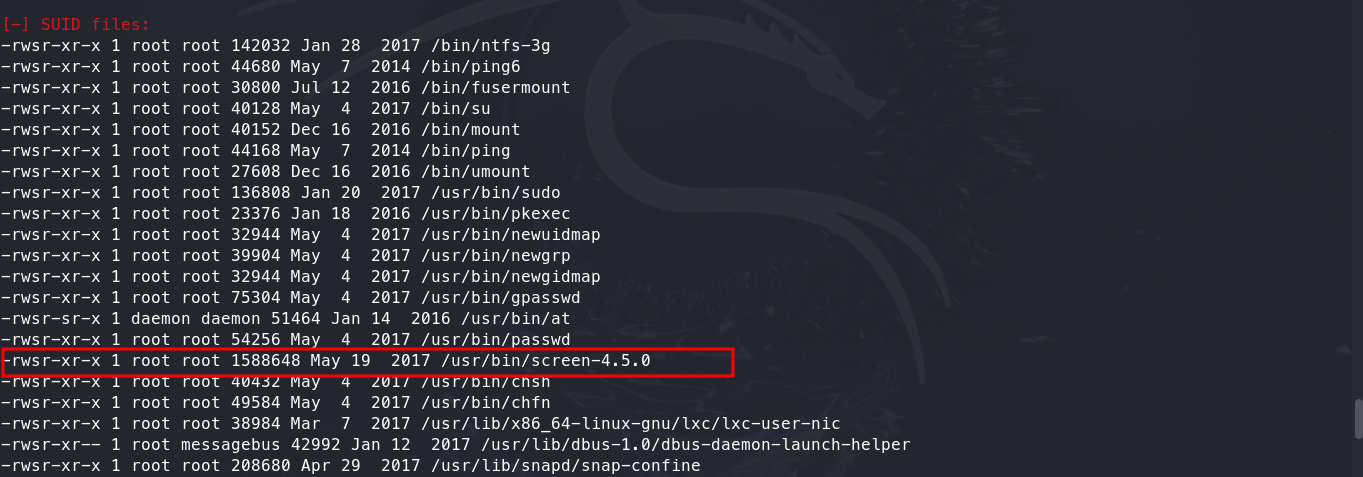 [-] SUID files:
-rwsr-xr-x 1 root root 142032 Jan 28  2017 /bin/ntfs-3g
-rwsr-xr-x 1 root root 44680 May  7  2014 /bin/ping6
-rwsr-xr-x 1 root root 30800 Jul 12  2016 /bin/fusermount
-rwsr-xr-x 1 root root 40128 May  4  2017 /bin/su
-rwsr-xr-x 1 root root 40152 Dec 16  2016 /bin/mount
-rwsr-xr-x 1 root root 44168 May  7  2014 /bin/ping
-rwsr-xr-x 1 root root 27608 Dec 16  2016 /bin/umount
-rwsr-xr-x 1 root root 136808 Jan 20  2017 /usr/bin/sudo
-rwsr-xr-x 1 root root 23376 Jan 18  2016 /usr/bin/pkexec
-rwsr-xr-x 1 root root 32944 May  4  2017 /usr/bin/newuidmap
-rwsr-xr-x 1 root root 39904 May  4  2017 /usr/bin/newgrp
-rwsr-xr-x 1 root root 32944 May  4  2017 /usr/bin/newgidmap
-rwsr-xr-x 1 root root 75304 May  4  2017 /usr/bin/gpasswd
-rwsr-sr-x 1 daemon daemon 51464 Jan 14  2016 /usr/bin/at
-rwsr-xr-x 1 root root 54256 May  4  2017 /usr/bin/passwd
-rwsr-xr-x 1 root root 1588648 May 19  2017 /usr/bin/screen-4.5.0
-rwsr-xr-x 1 root root 40432 May  4  2017 /usr/bin/chsh
-rwsr-xr-x 1 root root 49584 May  4  2017 /usr/bin/chfn
-rwsr-xr-x 1 root root 38984 Mar  7  2017 /usr/lib/x86_64-linux-gnu/lxc/lxc-user-nic
-rwsr-xr-- 1 root messagebus 42992 Jan 12  2017 /usr/lib/dbus-1.0/dbus-daemon-launch-helper
-rwsr-xr-x 1 root root 208680 Apr 29  2017 /usr/lib/snapd/snap-confine